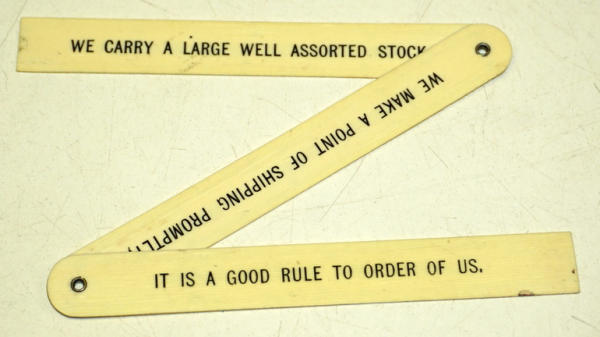 WE CARRY A LARGE WELL ASSORTED STOCK
WE MAKE A POINT OF SHIPPING PROMPTLY,
IT IS A GOOD RULE TO ORDER OF US.